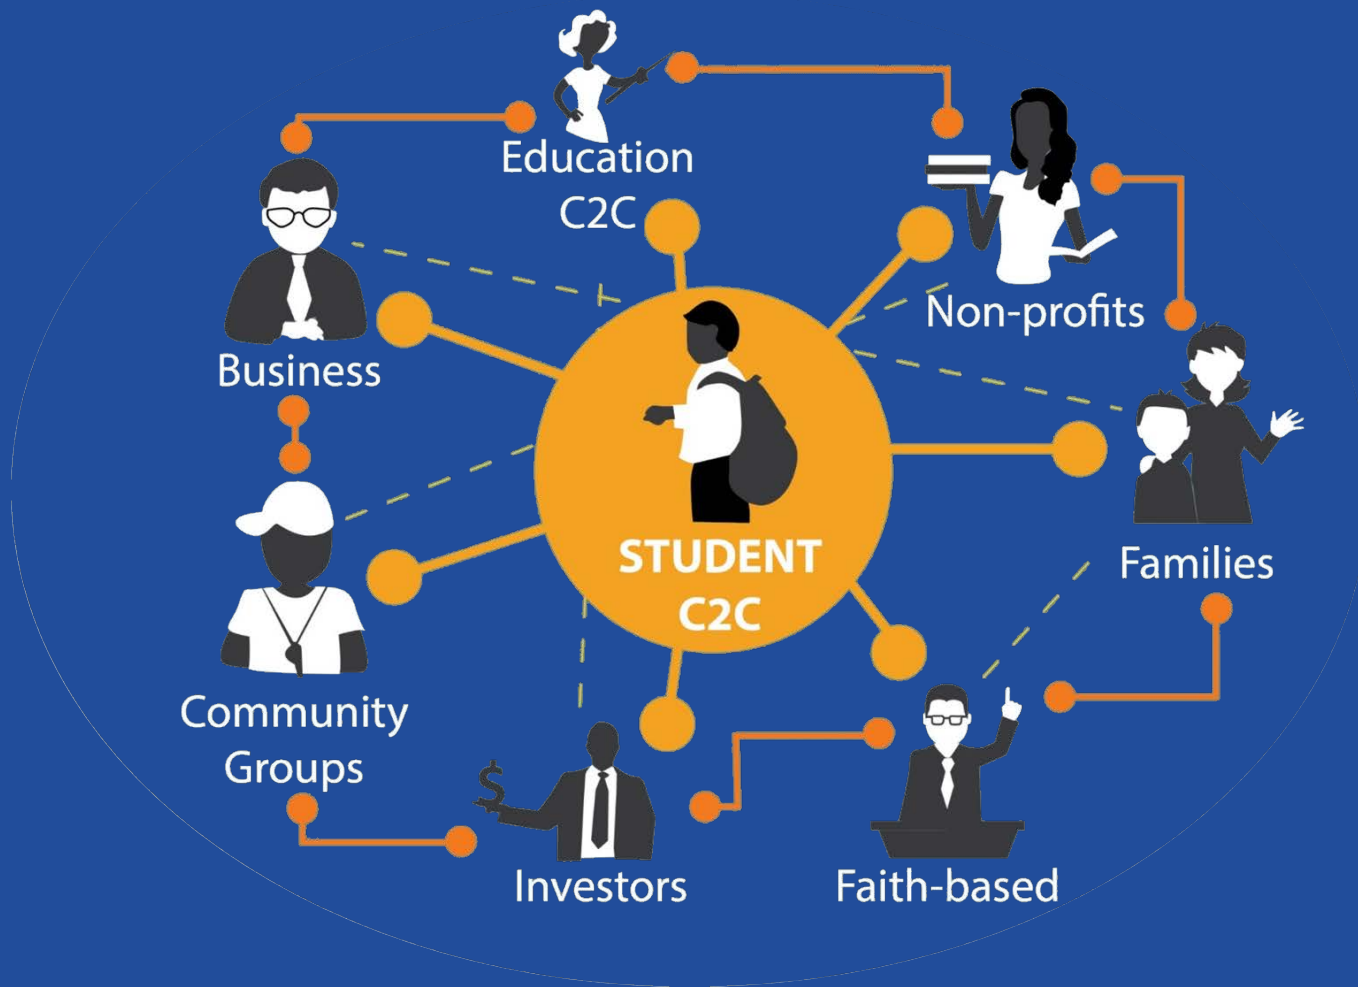 Education
C2C
Non-profits
Business
Families
STUDENT
C2C
Community
Groups
$
Investors
Faith-based